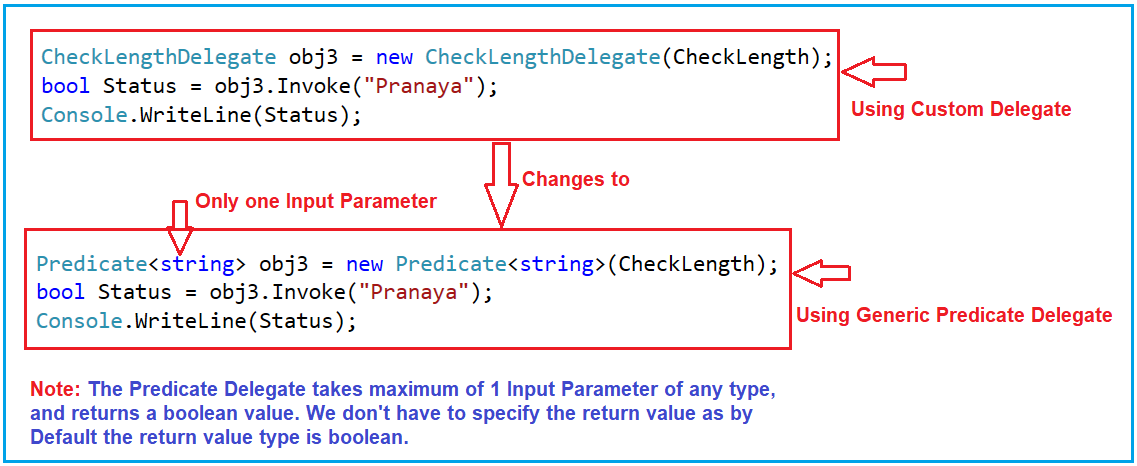 CheckLengthDelegate obj3 = new CheckLengthDelegate(CheckLength);
bool Status = obj3.Invoke("Pranaya");
Console.WriteLine(Status);
Using Custom Delegate
Changes to
Only one Input Parameter
Predicate<string> obj3 = new Predicate<string>(CheckLength);
bool Status = obj3.Invoke("Pranaya");
Console.WriteLine(Status);
Using Generic Predicate Delegate
Note: The Predicate Delegate takes maximum of 1 Input Parameter of any type,
and returns a boolean value. We don't have to specify the return value as by
Default the return value type is boolean.